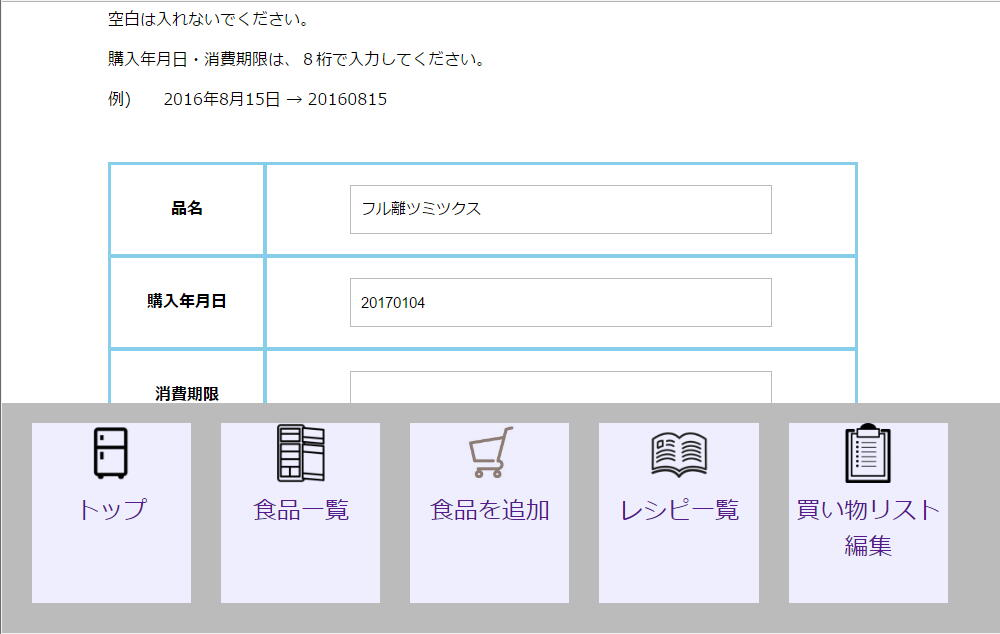 空白は入れないでください。
購入年月日・消費期限は、８桁で入力してください。
例)　　2016年8月15日 → 20160815
品名
フル離ツミツクス
購入年月日
20170104
消費期限
トップ
食品一覧
食品を追加
レシピ一覧
買い物リスト
編集